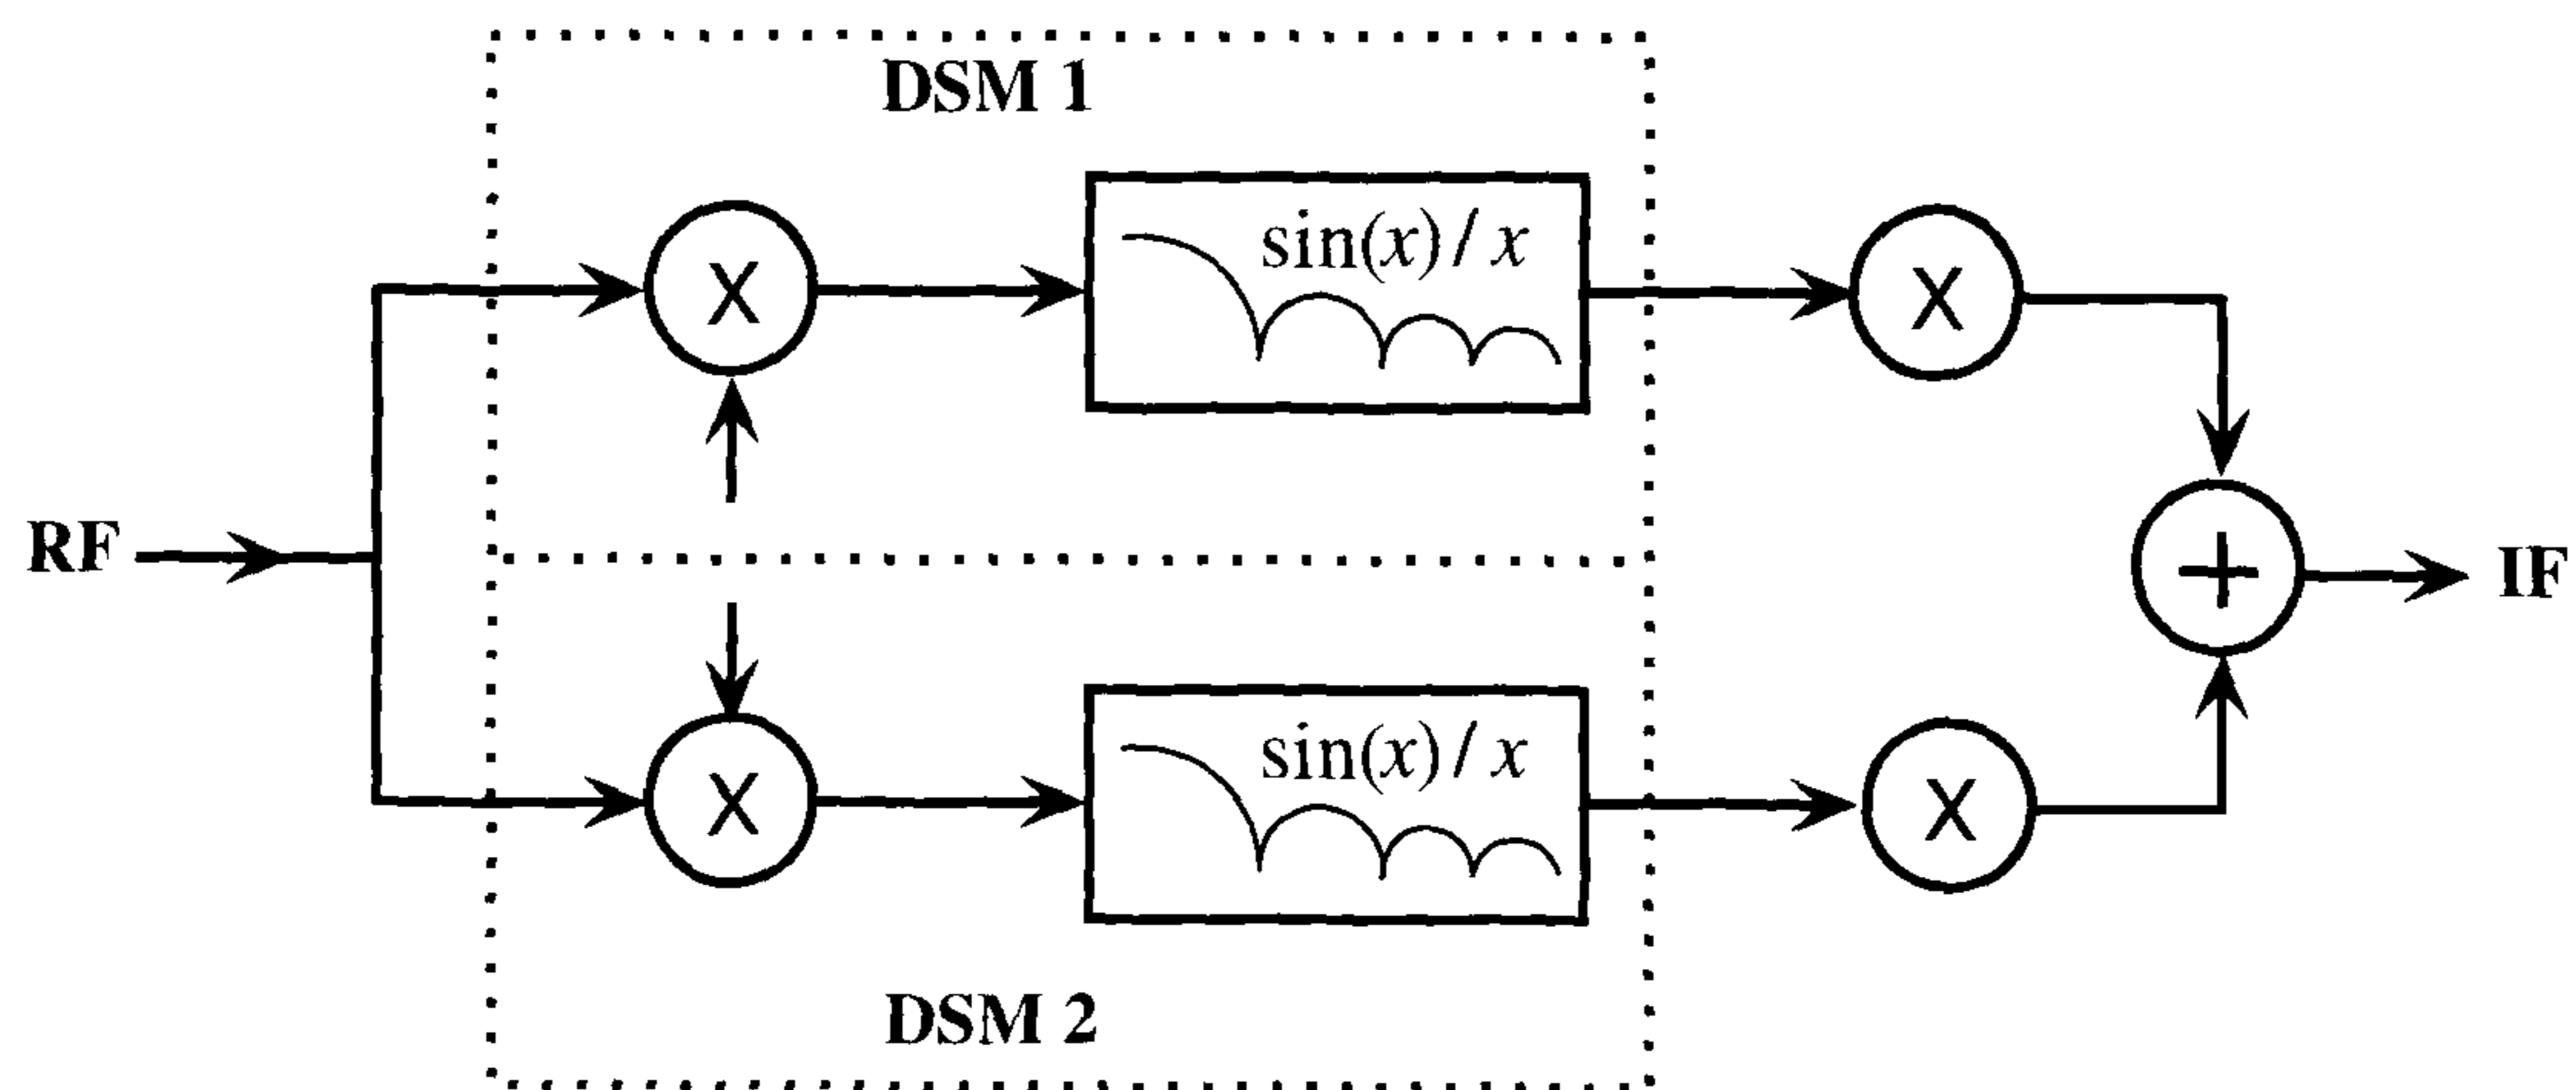 DSM 1
X
sin(x)/ x
X
RF
+
IF
X
sin(x)/ x
X
DSM 2